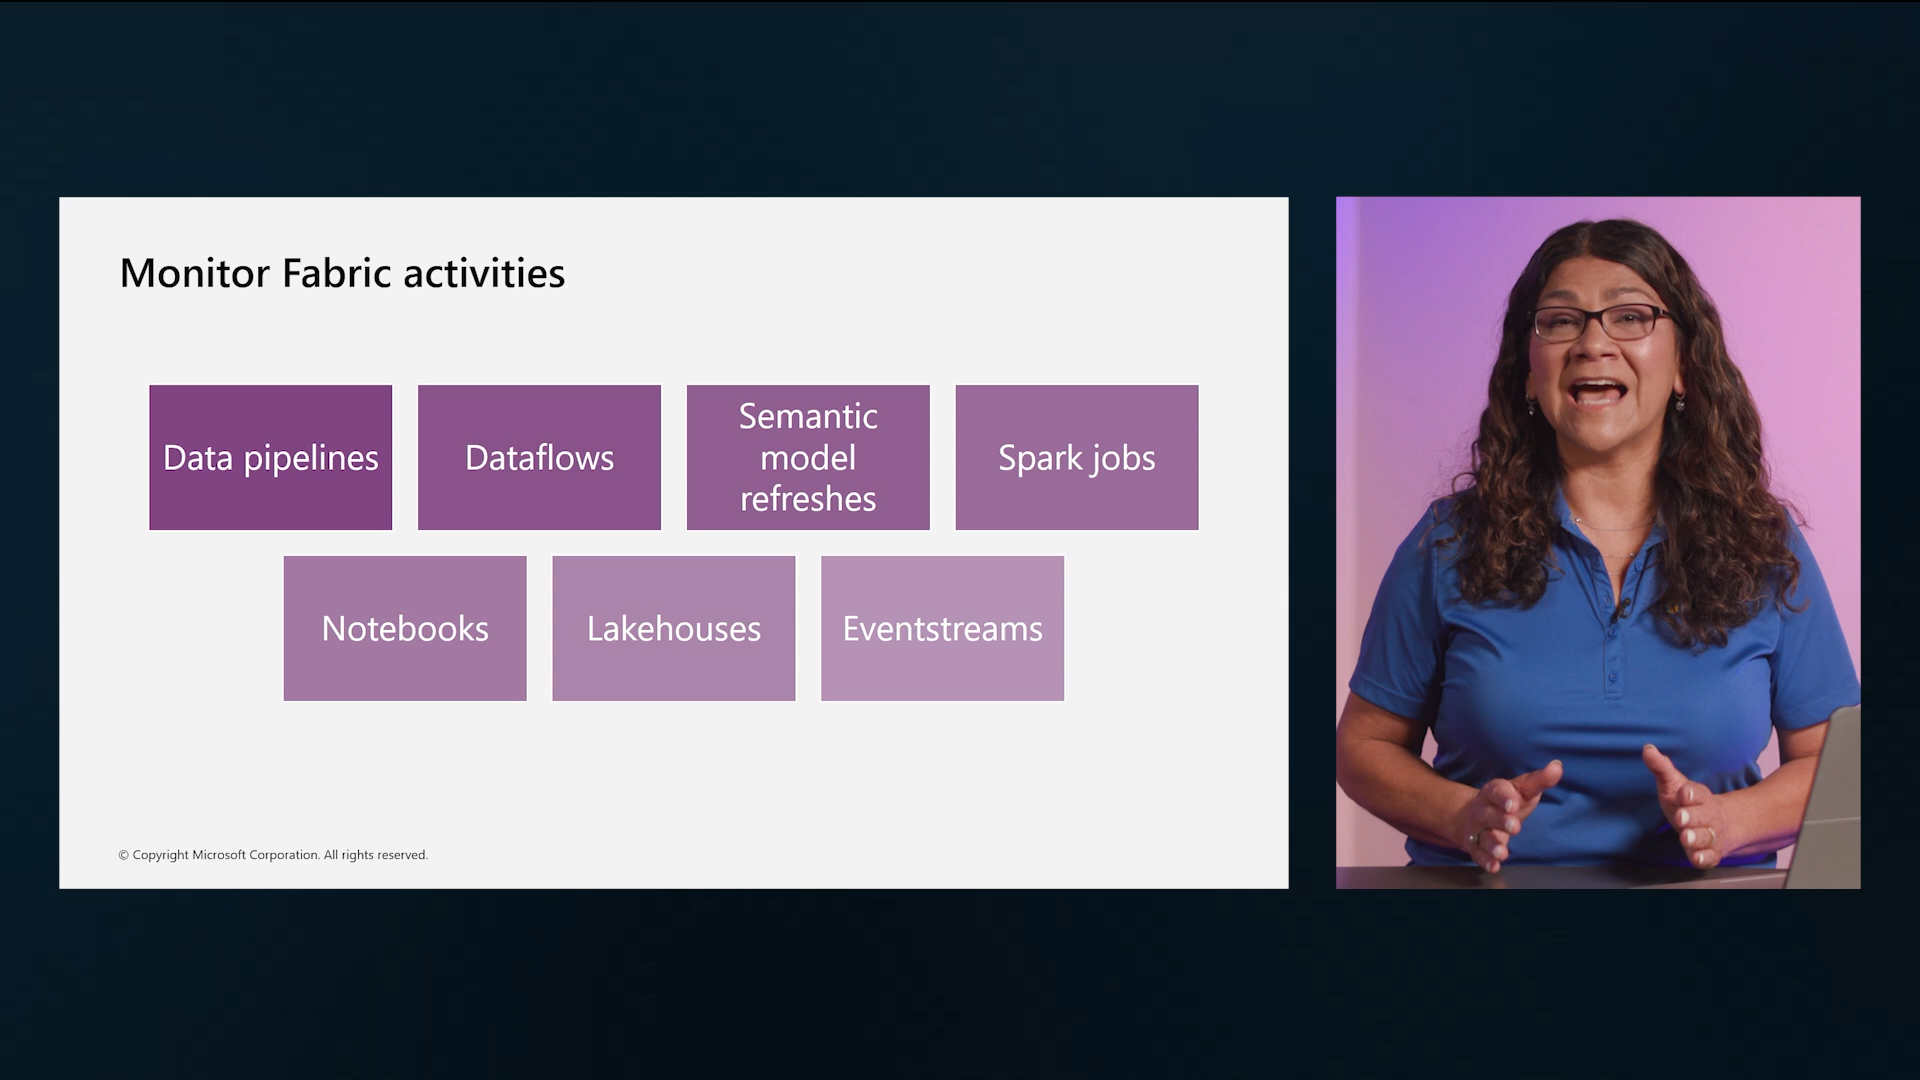 Monitor Fabric activities
Data pipelines
Dataflows
Semantic
model
refreshes
Spark jobs
Notebooks
Lakehouses
Eventstreams
© Copyright Microsoft Corporation. All rights reserved.